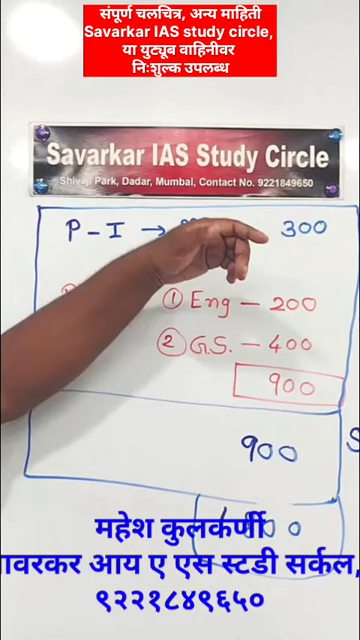 संपूर्ण चलचित्र, अन्य माहिती
Savarkar IAS study circle,
या युट्यूब वाहिनीवर
निःशुल्क उपलब्ध
Savarkar IAS Study Circle
Shivaji Park, Dadar, Mumbai, Contact No. 9221849650
P - I → 300
① Eng - 200
② G.S. - 400
900
900
महेश कुलकर्णी
ावरकर आय ए एस स्टडी सर्कल,
९२२१८४९६५०